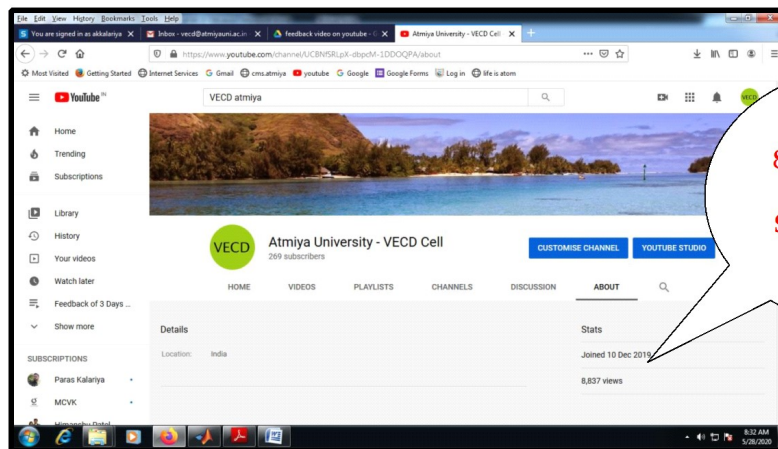 File Edit View History Bookmarks Tools Help
You are signed in as akkalariya
Inbox - vecd@atmiyauni.ac.in
feedback video on youtube - G
Atmiya University - VECD Cell
https://www.youtube.com/channel/UCBNfSRLpX-dbpcM-1DDOQPA/about
Most Visited Getting Started Internet Services Gmail cms.atmiya youtube Google Google Forms Log in life is atom
YouTube IN
VECD atmiya
VECD
Home
Trending
Subscriptions
Library
History
Your videos
Watch later
Feedback of 3 Days ...
Show more
SUBSCRIPTIONS
Paras Kalariya
MCVK
Himanshu Patel
VECD
Atmiya University - VECD Cell
269 subscribers
CUSTOMISE CHANNEL YOUTUBE STUDIO
HOME VIDEOS PLAYLISTS CHANNELS DISCUSSION ABOUT
Details
Location: India
Stats
Joined 10 Dec 2019
8,837 views
8
8:32 AM
5/28/2020